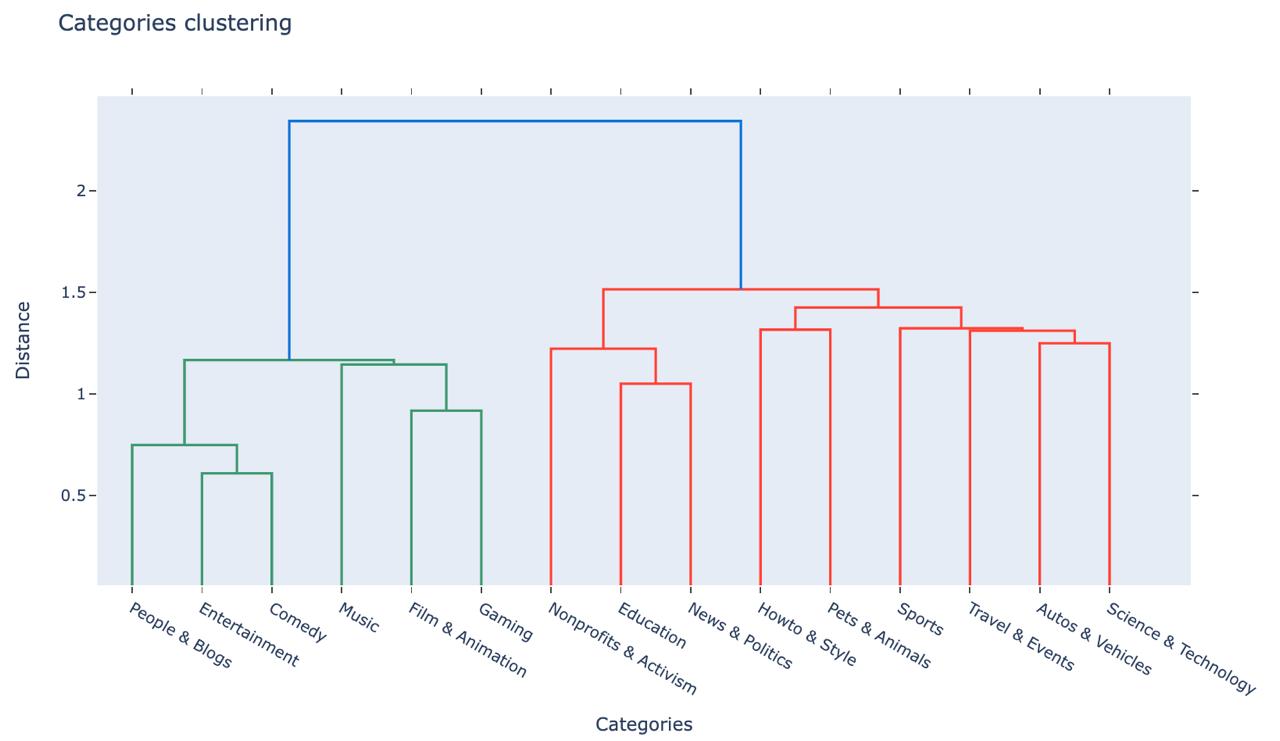 Categories clustering
2
1.5
1
0.5
Distance
People & Blogs
Entertainment
Comedy
Music
Film & Animation
Gaming
Nonprofits & Activism
Education
News & Politics
Howto & Style
Pets & Animals
Sports
Travel & Events
Autos & Vehicles
Science & Technology
Categories